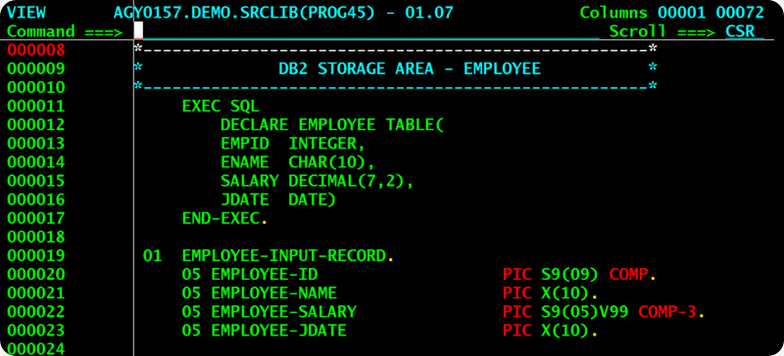 VIEW AGY0157.DEMO.SRCLIB(PROG45) - 01.07 Columns 00001 00072
Command ===> Scroll ===> CSR
000008 *-----------------------------------------------------*
000009 * DB2 STORAGE AREA - EMPLOYEE *
000010 *-----------------------------------------------------*
000011 EXEC SQL
000012 DECLARE EMPLOYEE TABLE(
000013 EMPID INTEGER,
000014 ENAME CHAR(10),
000015 SALARY DECIMAL(7,2),
000016 JDATE DATE)
000017 END-EXEC.
000018
000019 01 EMPLOYEE-INPUT-RECORD.
000020 05 EMPLOYEE-ID PIC S9(09) COMP.
000021 05 EMPLOYEE-NAME PIC X(10).
000022 05 EMPLOYEE-SALARY PIC S9(05)V99 COMP-3.
000023 05 EMPLOYEE-JDATE PIC X(10).
000024